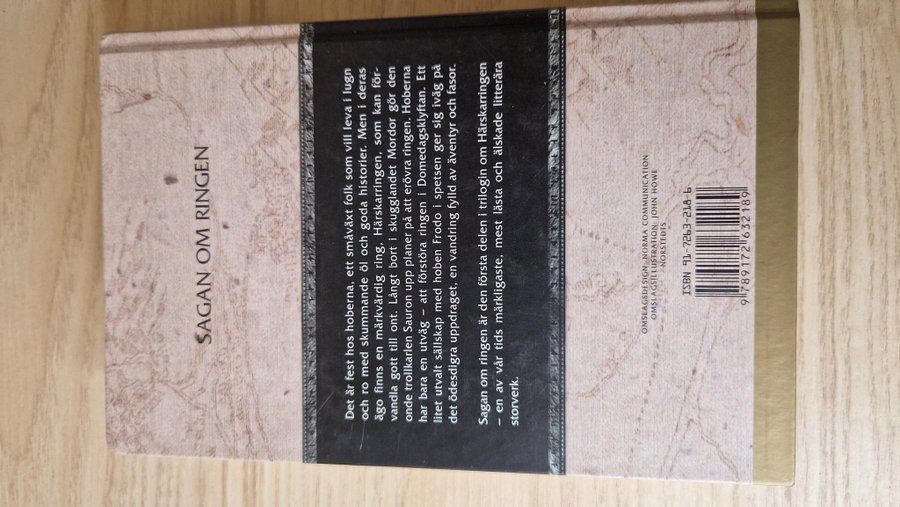 SAGAN OM RINGEN
Det är fest hos hoberna, ett småväxt folk som vill leva i lugn
och ro med skummande öl och goda historier. Men i deras
ägo finns en märkvärdig ring, Härskarringen, som kan för-
vandla gott till ont. Långt bort i skugglandet Mordor gör den
onde trollkarlen Sauron upp planer på att erövra ringen. Hoberna
har bara en utväg – att förstöra ringen i Domedagsklyftan. Ett
litet utvalt sällskap med hoben Frodo i spetsen ger sig iväg på
det ödesdigra uppdraget, en vandring fylld av äventyr och fasor.
Sagan om ringen är den första delen i trilogin om Härskarringen
– en av vår tids märkligaste, mest lästa och älskade litterära
storverk.
OMSLAGSDESIGN: NORMA COMMUNICATION
OMSLAGSILLUSTRATION: JOHN HOWE
NORSTEDTS
ISBN 91-7263-218-6
9 789172 632189